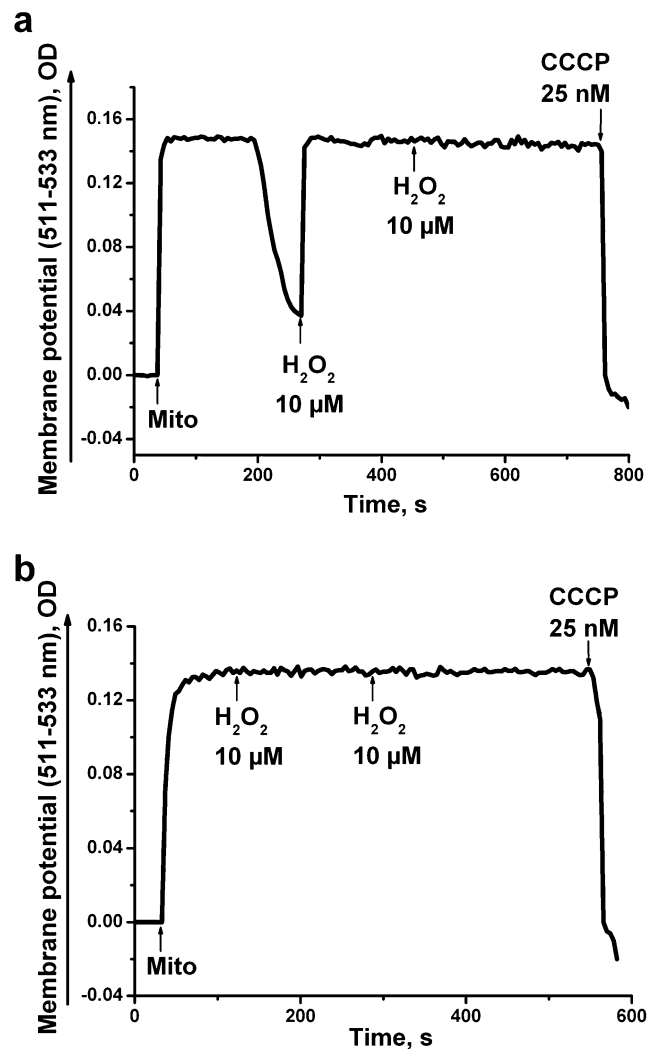 a
Membrane potential (511-533 nm), OD
CCCP
25 nM
0.16
0.12
0.08
0.04
0.00
-0.04
H₂O₂
10 µM
H₂O₂
10 µM
Mito
0
200
400
600
800
Time, s
b
Membrane potential (511-533 nm), OD
CCCP
25 nM
0.16
0.12
0.08
0.04
0.00
-0.04
H₂O₂
10 µM
H₂O₂
10 µM
Mito
0
200
400
600
Time, s